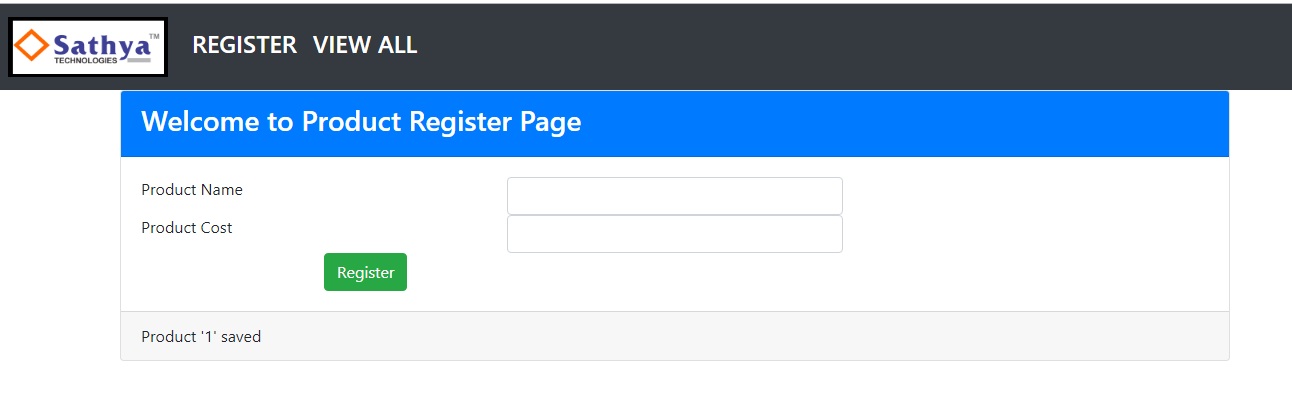 Sathya TM
TECHNOLOGIES
REGISTER VIEW ALL
Welcome to Product Register Page
Product Name
Product Cost
Register
Product '1' saved